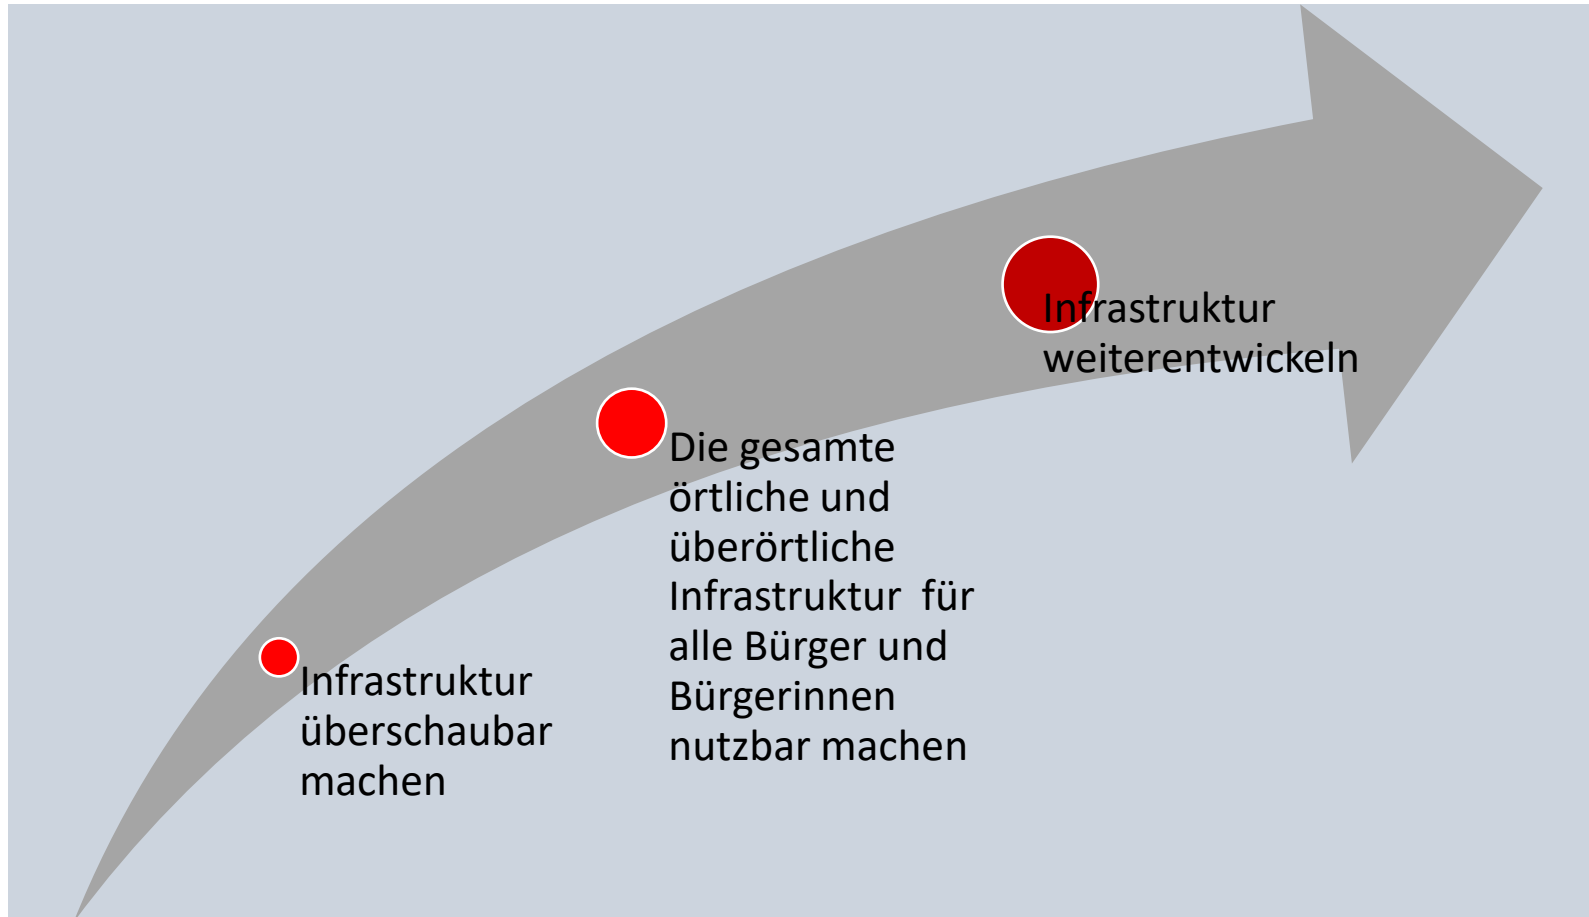 Infrastruktur
überschaubar
machen
Die gesamte
örtliche und
überörtliche
Infrastruktur  für
alle Bürger und
Bürgerinnen
nutzbar machen
Infrastruktur
weiterentwickeln